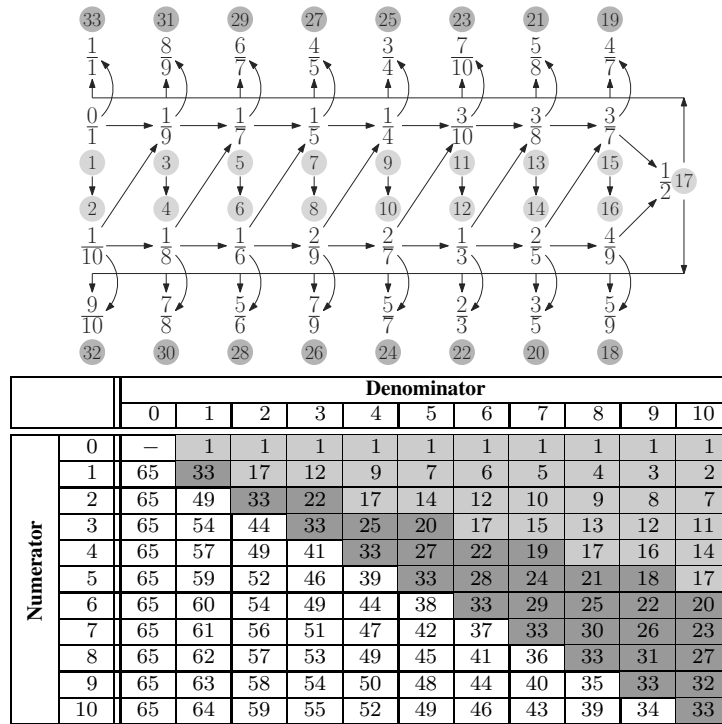 33 31 29 27 25 23 21 19
1/1 8/9 6/7 4/5 3/4 7/10 5/8 4/7
0/1 1/9 1/7 1/5 1/4 3/10 3/8 3/7
1 3 5 7 9 11 13 15 1/2 17
2 4 6 8 10 12 14 16
1/10 1/8 1/6 2/9 2/7 1/3 2/5 4/9
9/10 7/8 5/6 7/9 5/7 2/3 3/5 5/9
32 30 28 26 24 22 20 18
Denominator
0 1 2 3 4 5 6 7 8 9 10
Numerator
0 − 1 1 1 1 1 1 1 1 1 1
1 65 33 17 12 9 7 6 5 4 3 2
2 65 49 33 22 17 14 12 10 9 8 7
3 65 54 44 33 25 20 17 15 13 12 11
4 65 57 49 41 33 27 22 19 17 16 14
5 65 59 52 46 39 33 28 24 21 18 17
6 65 60 54 49 44 38 33 29 25 22 20
7 65 61 56 51 47 42 37 33 30 26 23
8 65 62 57 53 49 45 41 36 33 31 27
9 65 63 58 54 50 48 44 40 35 33 32
10 65 64 59 55 52 49 46 43 39 34 33